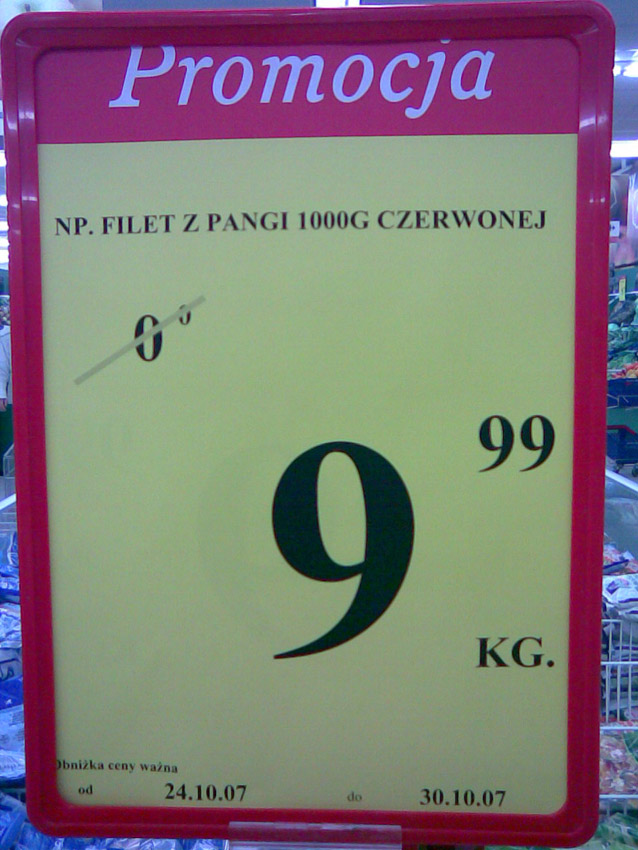 Promocja
NP. FILET Z PANGI 1000G CZERWONEJ
0 0
9 99
KG.
Obniżka ceny ważna
od 24.10.07 do 30.10.07